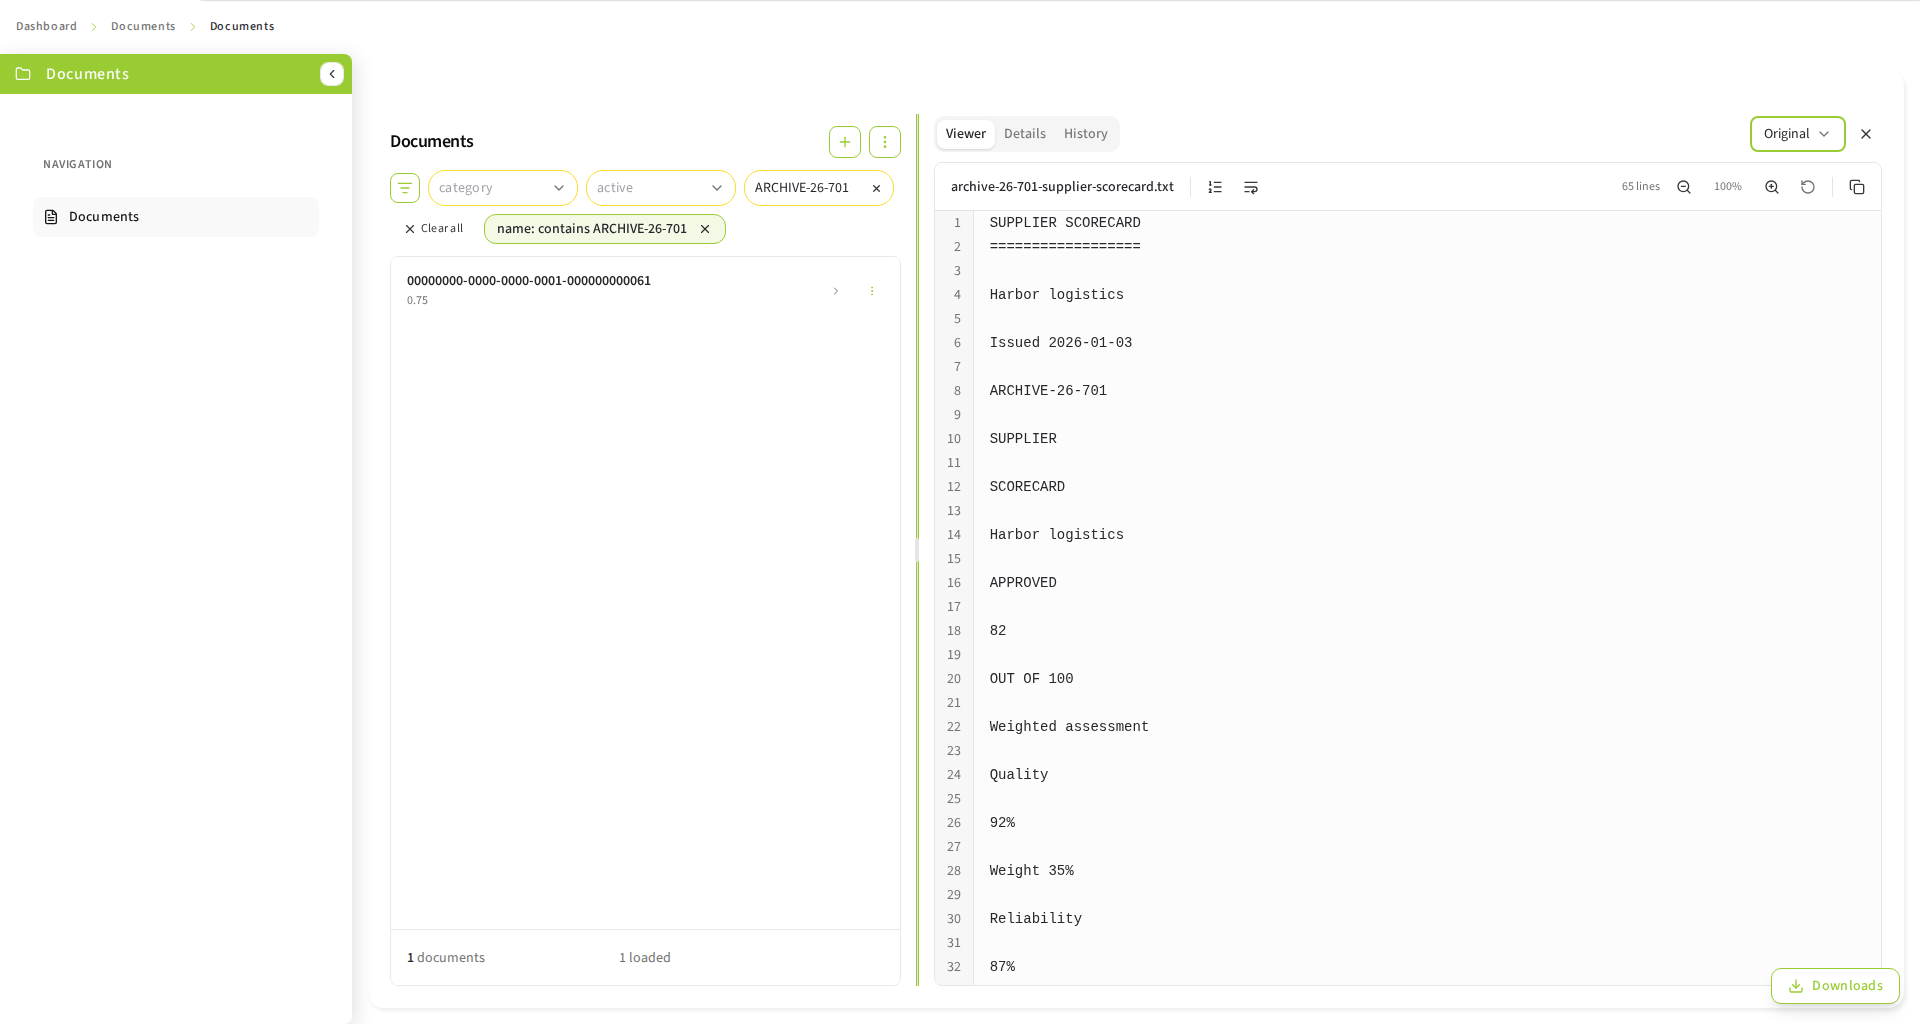 Dashboard > Documents > Documents
Documents
NAVIGATION
Documents
Documents
category
active
ARCHIVE-26-701
Clear all
name: contains ARCHIVE-26-701
00000000-0000-0000-0001-000000000061
0.75
1 documents
1 loaded
Viewer Details History
Original
archive-26-701-supplier-scorecard.txt
65 lines
100%
1 SUPPLIER SCORECARD
2 ==================
3
4 Harbor logistics
5
6 Issued 2026-01-03
7
8 ARCHIVE-26-701
9
10 SUPPLIER
11
12 SCORECARD
13
14 Harbor logistics
15
16 APPROVED
17
18 82
19
20 OUT OF 100
21
22 Weighted assessment
23
24 Quality
25
26 92%
27
28 Weight 35%
29
30 Reliability
31
32 87%
Downloads